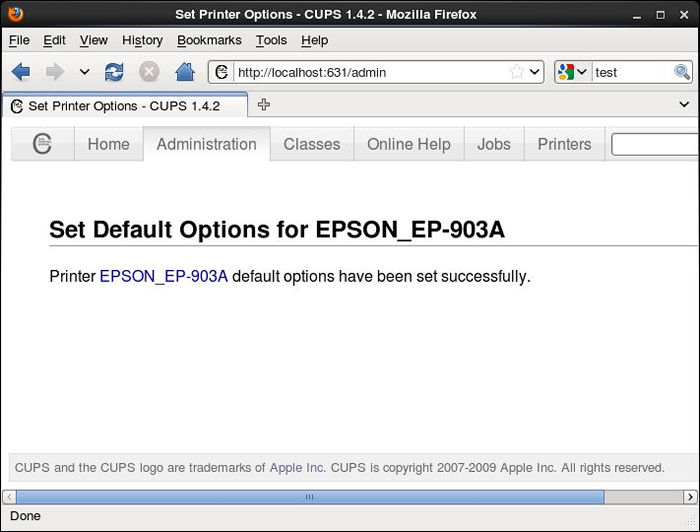 Set Printer Options - CUPS 1.4.2 - Mozilla Firefox
File Edit View History Bookmarks Tools Help
http://localhost:631/admin test
Set Printer Options - CUPS 1.4.2
Home Administration Classes Online Help Jobs Printers
Set Default Options for EPSON_EP-903A
Printer EPSON_EP-903A default options have been set successfully.
CUPS and the CUPS logo are trademarks of Apple Inc. CUPS is copyright 2007-2009 Apple Inc. All rights reserved.
Done